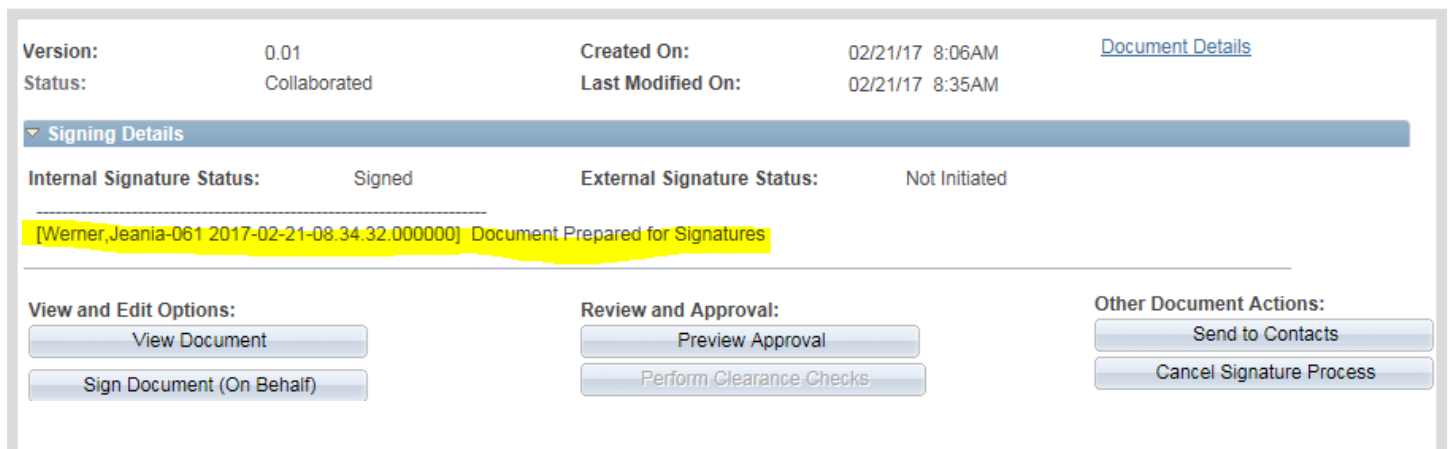 Version: 0.01 Created On: 02/21/17 8:06AM Document Details
Status: Collaborated Last Modified On: 02/21/17 8:35AM
Signing Details
Internal Signature Status: Signed External Signature Status: Not Initiated
[Werner,Jeania-061 2017-02-21-08.34.32.000000] Document Prepared for Signatures
View and Edit Options: Review and Approval: Other Document Actions:
View Document Preview Approval Send to Contacts
Sign Document (On Behalf) Perform Clearance Checks Cancel Signature Process